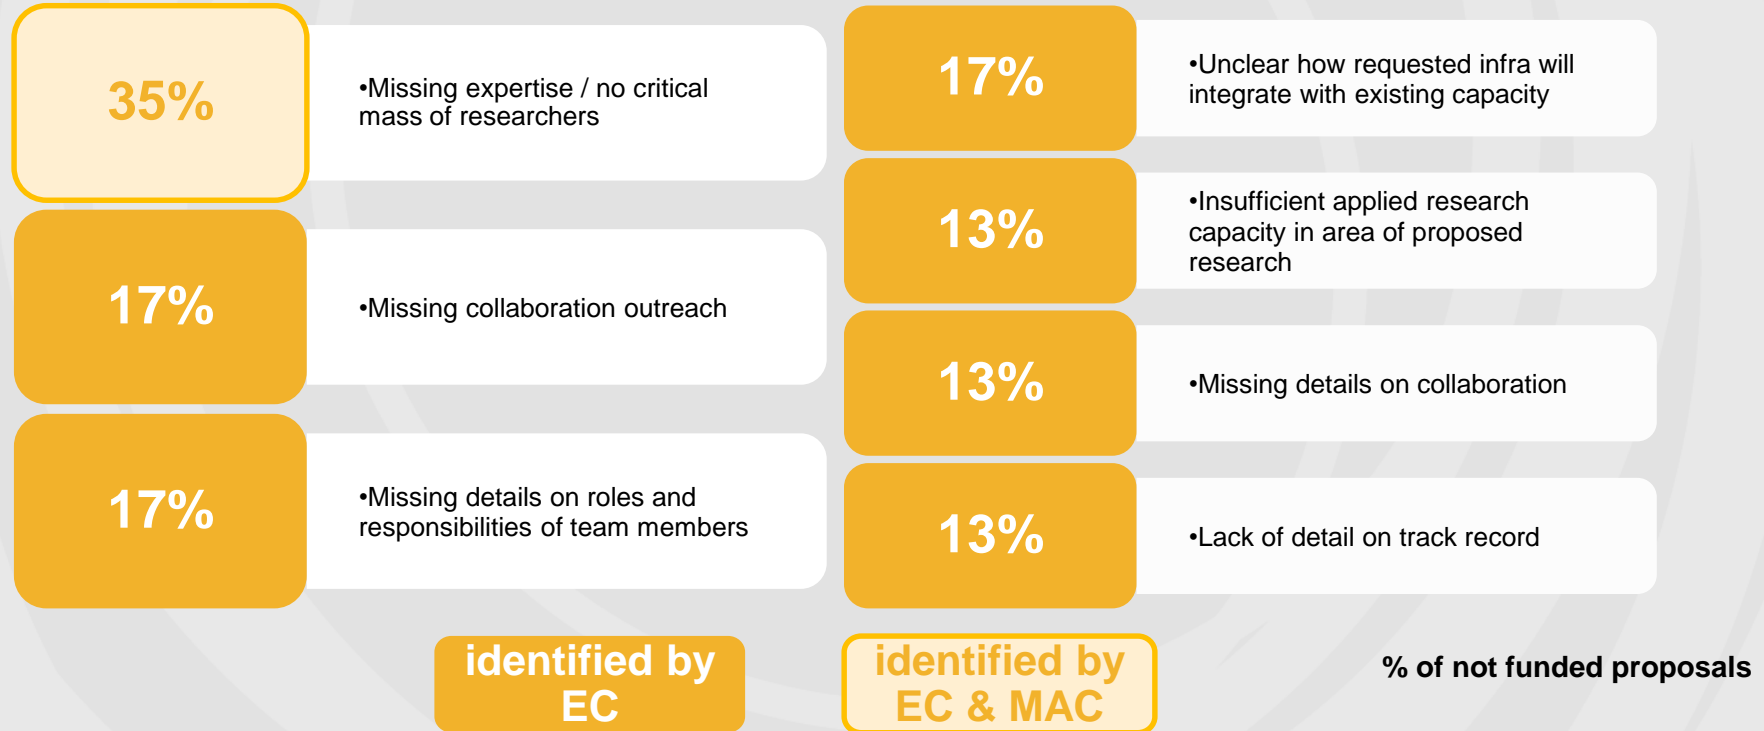 35%
•Missing expertise / no critical
mass of researchers
17%
•Missing collaboration outreach
17%
•Missing details on roles and
responsibilities of team members
17%
•Unclear how requested infra will
integrate with existing capacity
13%
•Insufficient applied research
capacity in area of proposed
research
13%
•Missing details on collaboration
13%
•Lack of detail on track record
identified by
EC
identified by
EC & MAC
% of not funded proposals